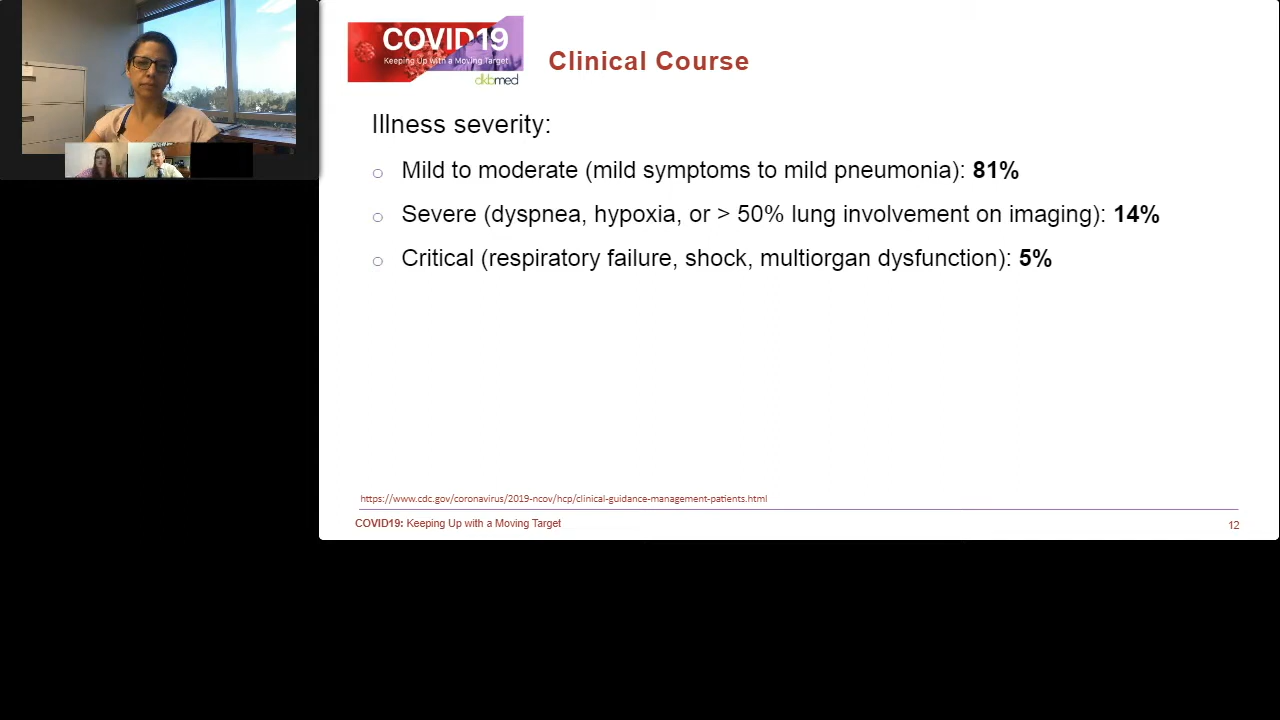 COVID19
Keeping Up with a Moving Target
dkbmed
Clinical Course
Illness severity:
Mild to moderate (mild symptoms to mild pneumonia): 81%
Severe (dyspnea, hypoxia, or > 50% lung involvement on imaging): 14%
Critical (respiratory failure, shock, multiorgan dysfunction): 5%
https://www.cdc.gov/coronavirus/2019-ncov/hcp/clinical-guidance-management-patients.html
COVID19: Keeping Up with a Moving Target
12